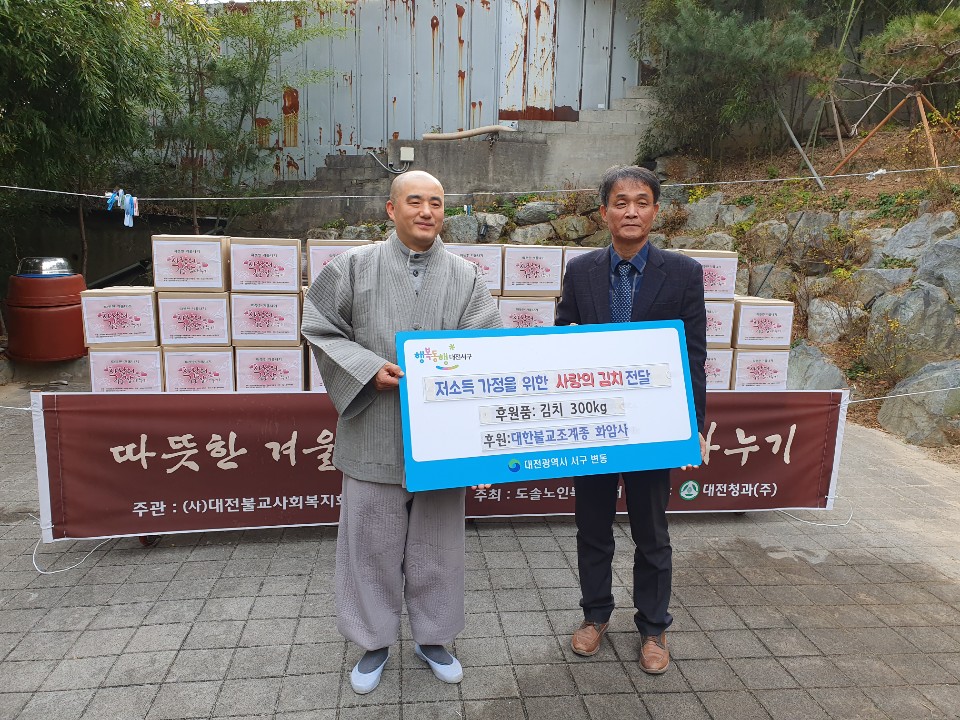 행복동행 대전서구
저소득 가정을 위한 사랑의 김치 전달
후원품: 김치 300kg
후원:대한불교조계종 화암사
대전광역시 서구 변동
따뜻한 겨울 나누기
주관 : (사)대전불교사회복지회 주최 : 도솔노인복 대전청과(주)